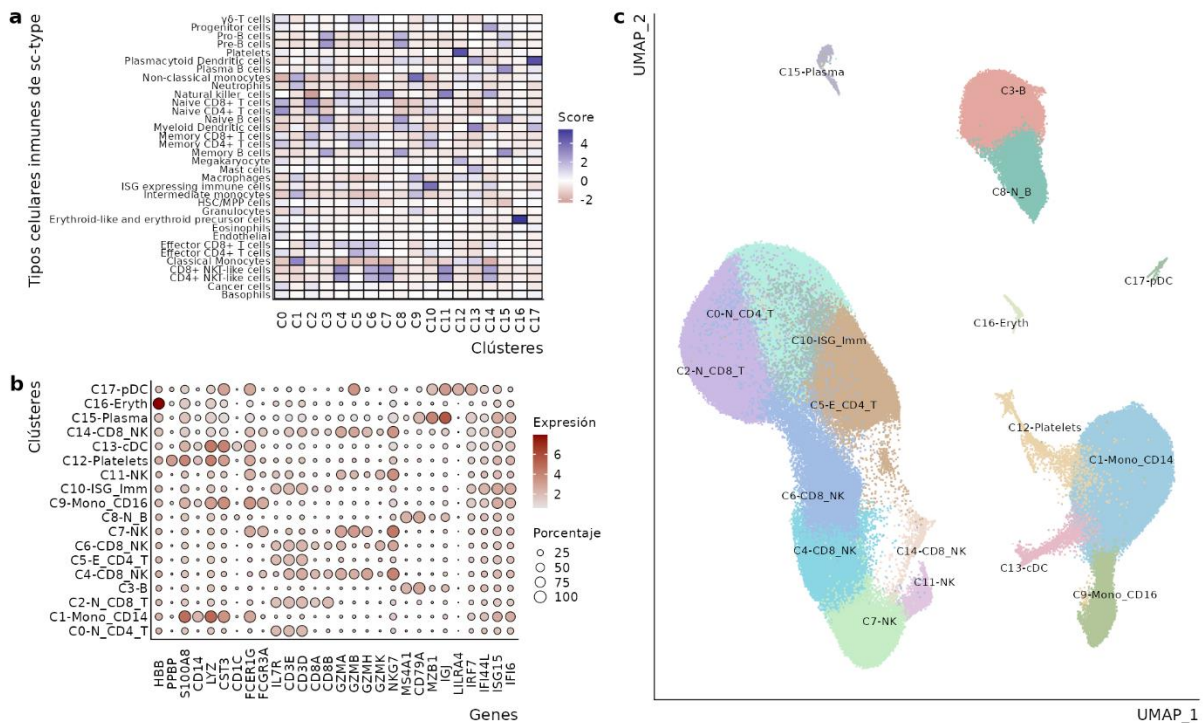 a
Tipos celulares inmunes de sc-type
γδ-T cells
Progenitor cells
Pro-B cells
Pre-B cells
Platelets
Plasmacytoid Dendritic cells
Plasma B cells
Non-classical monocytes
Neutrophils
Natural killer cells
Naive CD8+ T cells
Naive CD4+ T cells
Naive B cells
Myeloid Dendritic cells
Memory CD8+ T cells
Memory CD4+ T cells
Memory B cells
Megakaryocyte
Mast cells
Macrophages
ISG expressing immune cells
Intermediate monocytes
HSC/MPP cells
Granulocytes
Erythroid-like and erythroid precursor cells
Eosinophils
Endothelial
Effector CD8+ T cells
Effector CD4+ T cells
Classical Monocytes
CD8+ NKT-like cells
CD4+ NKT-like cells
Cancer cells
Basophils
C0 C1 C2 C3 C4 C5 C6 C7 C8 C9 C10 C11 C12 C13 C14 C15 C16 C17
Clústeres
Score
4
2
0
-2
b
Clústeres
C17-pDC
C16-Eryth
C15-Plasma
C14-CD8_NK
C13-cDC
C12-Platelets
C11-NK
C10-ISG_Imm
C9-Mono_CD16
C8-N_B
C7-NK
C6-CD8_NK
C5-E_CD4_T
C4-CD8_NK
C3-B
C2-N_CD8_T
C1-Mono_CD14
C0-N_CD4_T
HBB PPBP S100A8 CD14 LYZ CST3 CD1C FCER1G FCGR3A IL7R CD3E CD3D CD8A CD8B GZMA GZMB GZMH GZMK NKG7 MS4A1 CD79A MZB1 IGJ LILRA4 IRF7 IFI44L ISG15 IFI6
Genes
Expresión
6
4
2
Porcentaje
25
50
75
100
c
UMAP_2
C15-Plasma
C3-B
C8-N_B
C17-pDC
C16-Eryth
C0-N_CD4_T
C10-ISG_Imm
C2-N_CD8_T
C5-E_CD4_T
C12-Platelets
C1-Mono_CD14
C6-CD8_NK
C4-CD8_NK
C14-CD8_NK
C13-cDC
C11-NK
C9-Mono_CD16
C7-NK
UMAP_1